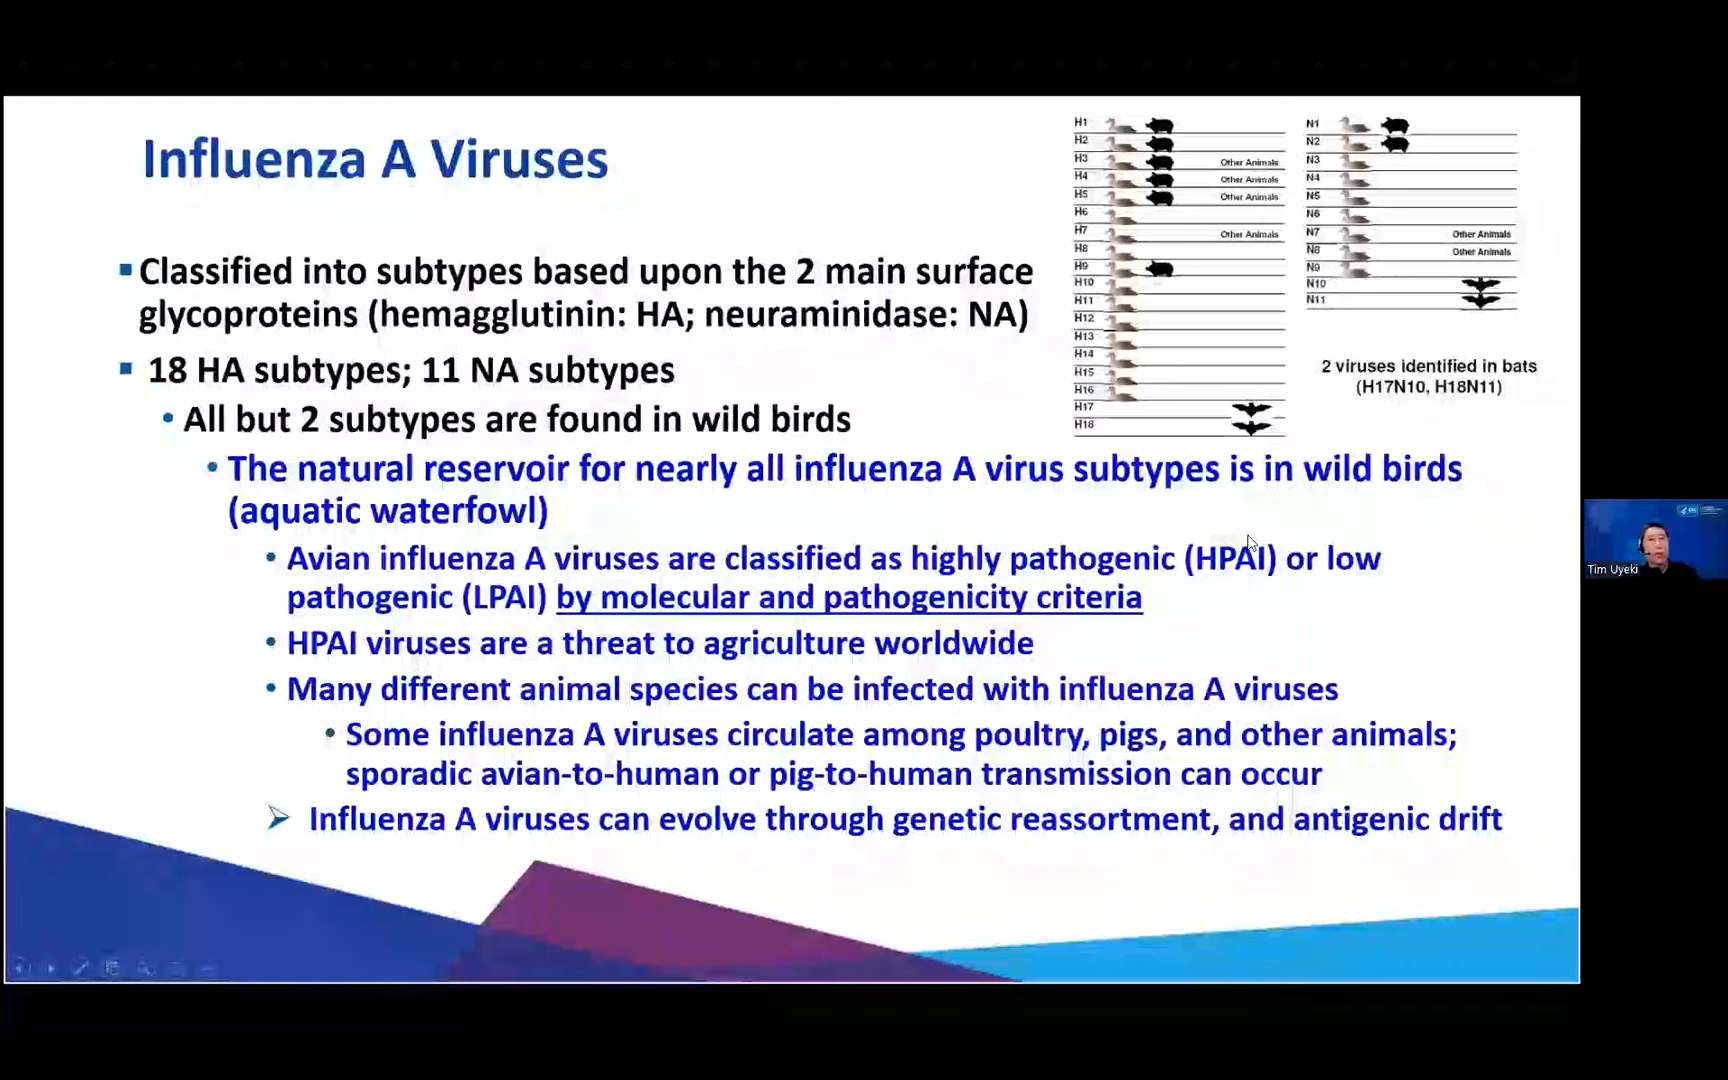 Influenza A Viruses
Classified into subtypes based upon the 2 main surface
glycoproteins (hemagglutinin: HA; neuraminidase: NA)
18 HA subtypes; 11 NA subtypes
All but 2 subtypes are found in wild birds
The natural reservoir for nearly all influenza A virus subtypes is in wild birds
(aquatic waterfowl)
Avian influenza A viruses are classified as highly pathogenic (HPAI) or low
pathogenic (LPAI) by molecular and pathogenicity criteria
HPAI viruses are a threat to agriculture worldwide
Many different animal species can be infected with influenza A viruses
Some influenza A viruses circulate among poultry, pigs, and other animals;
sporadic avian-to-human or pig-to-human transmission can occur
Influenza A viruses can evolve through genetic reassortment, and antigenic drift
H1
H2
H3 Other Animals
H4 Other Animals
H5 Other Animals
H6
H7 Other Animals
H8
H9
H10
H11
H12
H13
H14
H15
H16
H17
H18
N1
N2
N3
N4
N5
N6
N7 Other Animals
N8 Other Animals
N9
N10
N11
2 viruses identified in bats
(H17N10, H18N11)
Tim Uyeki